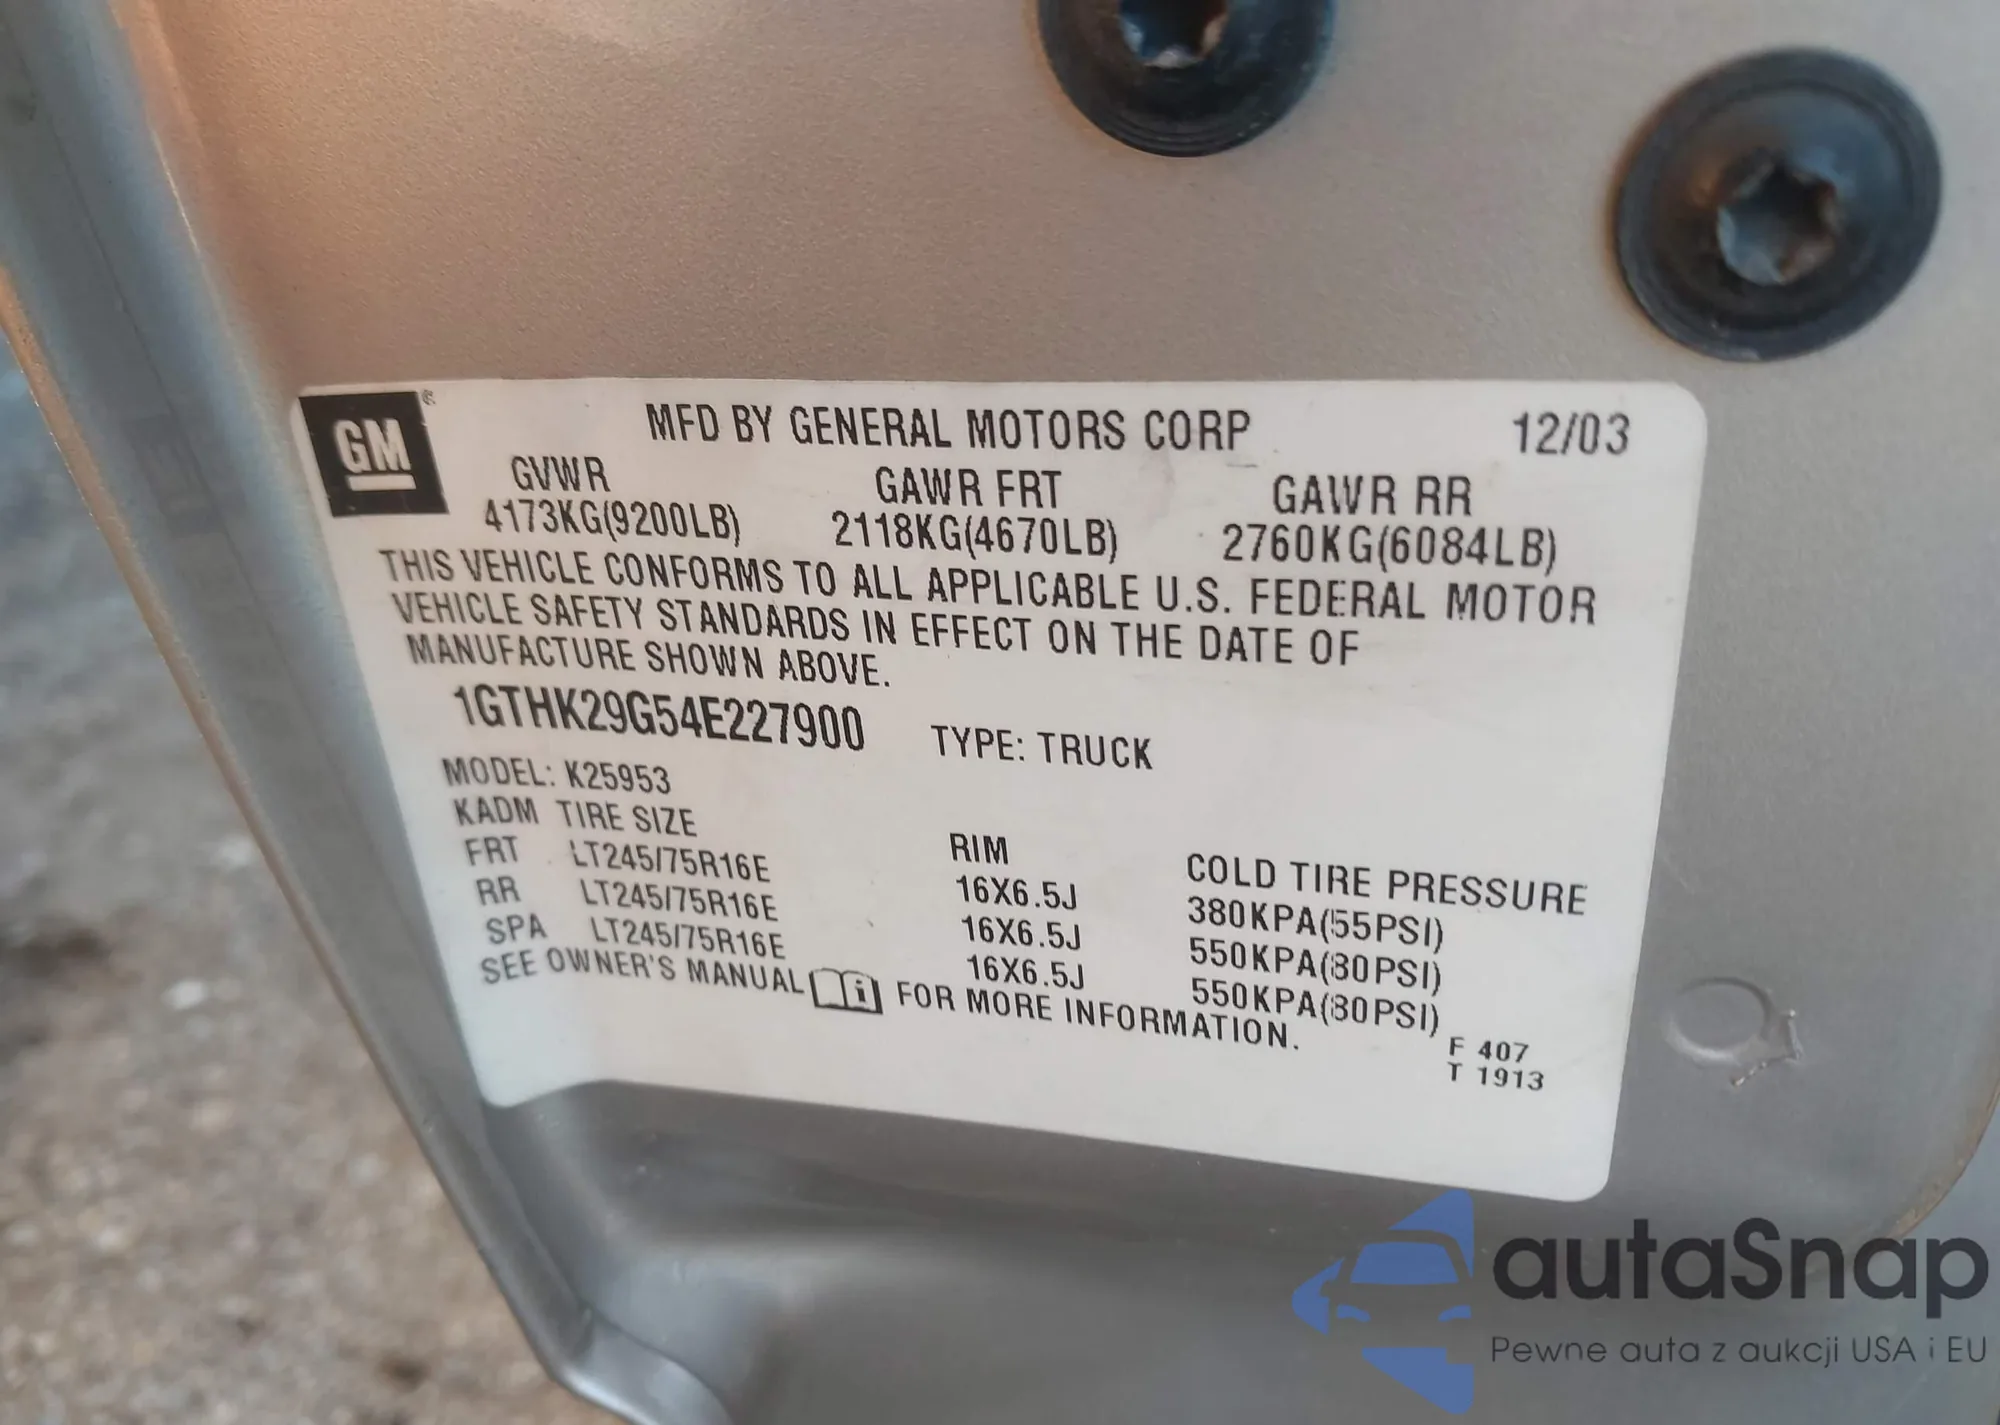 GM
MFD BY GENERAL MOTORS CORP 12/03
GVWR GAWR FRT GAWR RR
4173KG(9200LB) 2118KG(4670LB) 2760KG(6084LB)
THIS VEHICLE CONFORMS TO ALL APPLICABLE U.S. FEDERAL MOTOR
VEHICLE SAFETY STANDARDS IN EFFECT ON THE DATE OF
MANUFACTURE SHOWN ABOVE.
1GTHK29G54E227900 TYPE: TRUCK
MODEL: K25953
KADM TIRE SIZE RIM COLD TIRE PRESSURE
FRT LT245/75R16E 16X6.5J 380KPA(55PSI)
RR LT245/75R16E 16X6.5J 550KPA(80PSI)
SPA LT245/75R16E 16X6.5J 550KPA(80PSI)
SEE OWNER'S MANUAL FOR MORE INFORMATION.
F 407
T 1913
autaSnap
Pewne auta z aukcji USA i EU